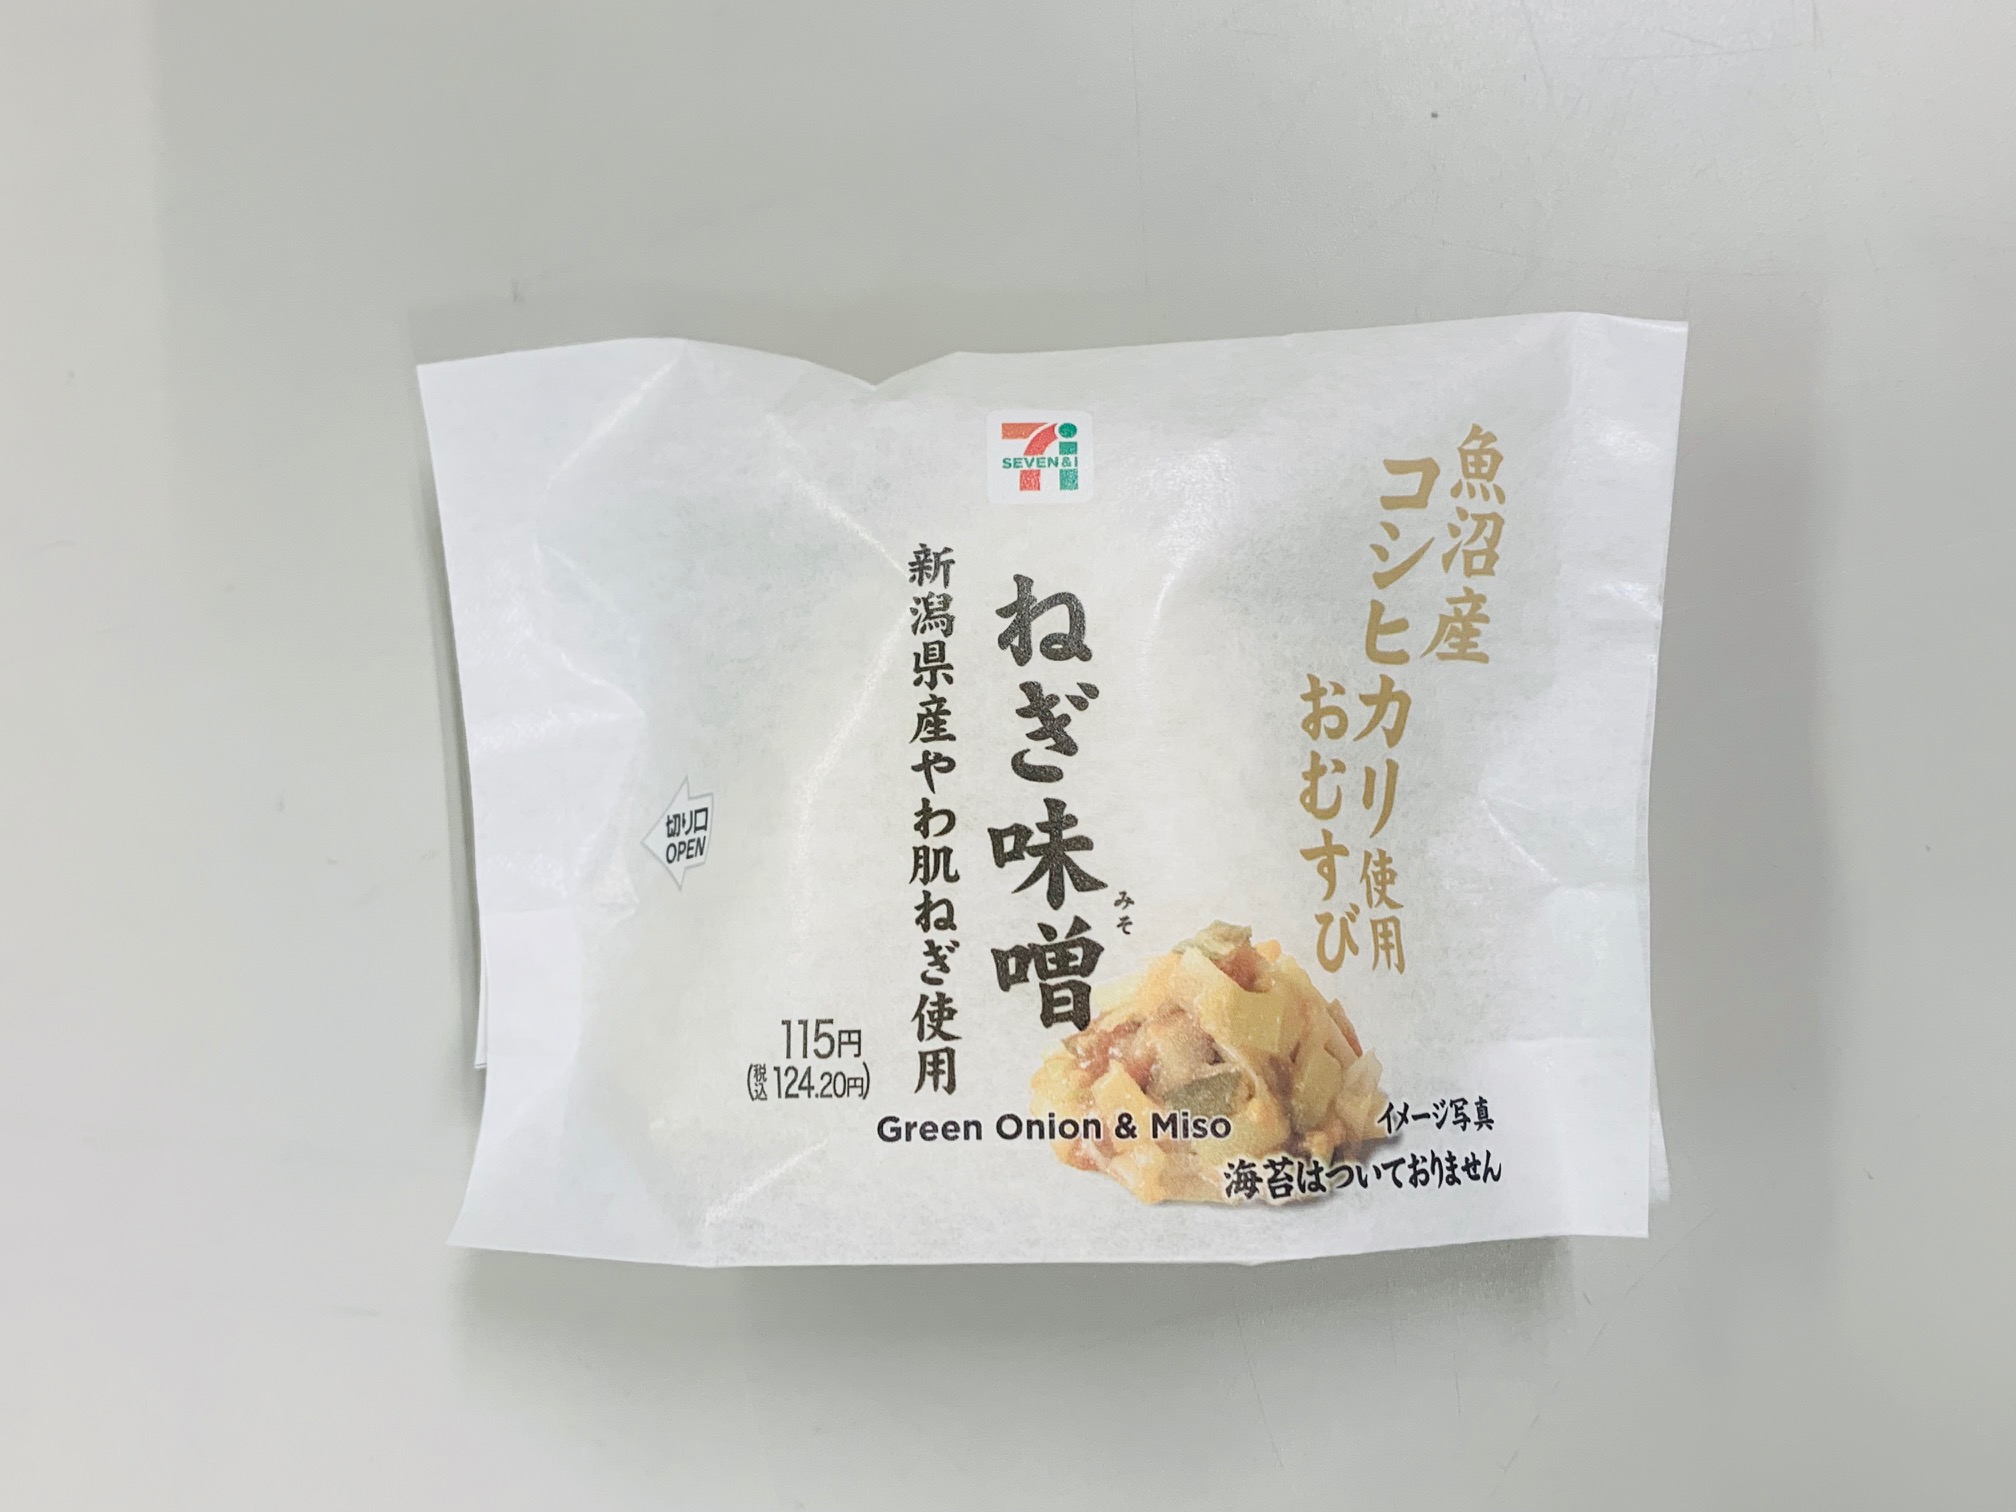 SEVEN&I
魚沼産
コシヒカリ使用
おむすび
ねぎ味噌
みそ
新潟県産やわ肌ねぎ使用
切り口
OPEN
115円
(税込124.20円)
Green Onion & Miso
イメージ写真
海苔はついておりません